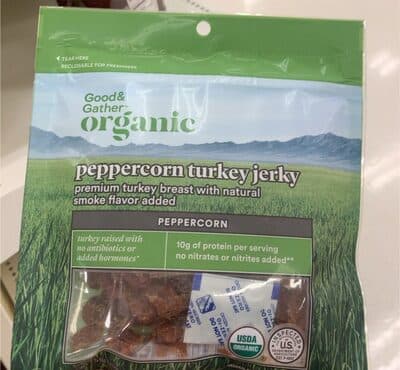 TEAR HERE
RECLOSABLE FOR FRESHNESS
Good&
Gather
organic
peppercorn turkey jerky
premium turkey breast with natural
smoke flavor added
PEPPERCORN
turkey raised with
no antibiotics or
added hormones*
10g of protein per serving
no nitrates or nitrites added**
USDA
ORGANIC
INSPECTED
U.S.